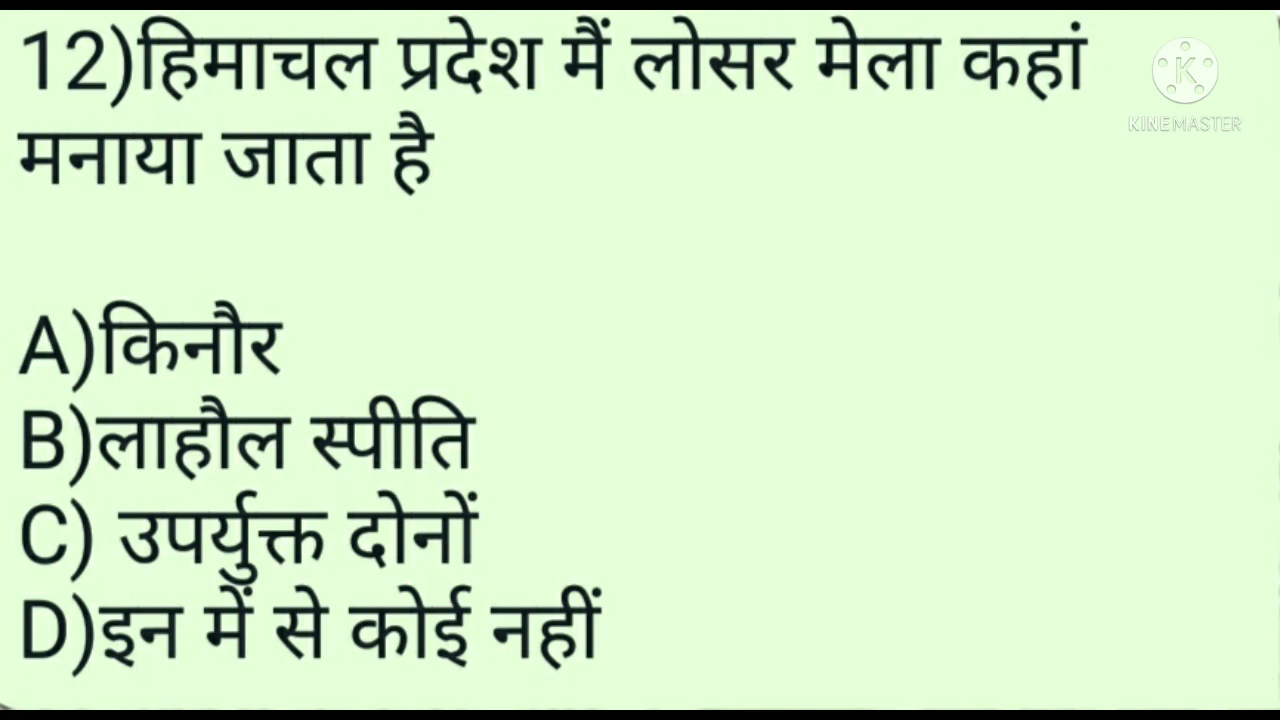 12)हिमाचल प्रदेश मैं लोसर मेला कहां
मनाया जाता है
A)किनौर
B)लाहौल स्पीति
C) उपर्युक्त दोनों
D)इन में से कोई नहीं
K
KINEMASTER